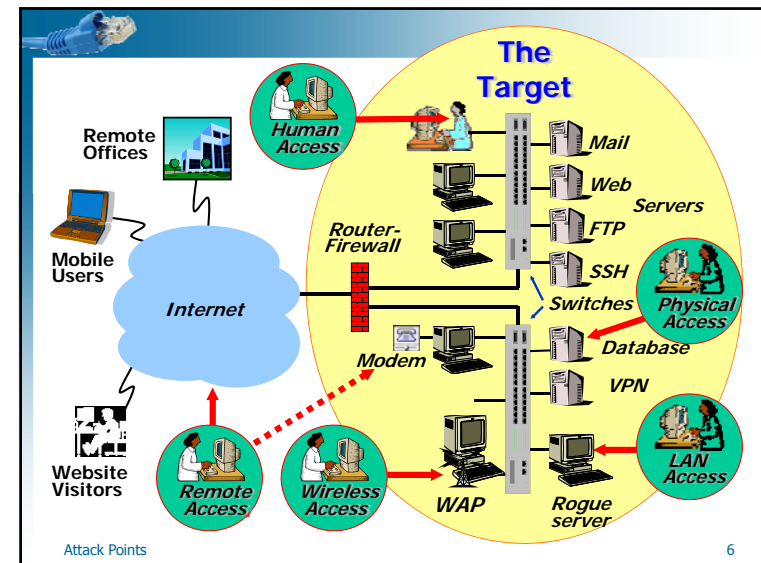 The
Target
Human
Access
Remote
Offices
Mail
Web
Servers
Router-
Firewall
FTP
Mobile
Users
SSH
Internet
Switches
Physical
Access
Modem
Database
VPN
Website
Visitors
Remote
Access
Wireless
Access
WAP
Rogue
server
LAN
Access
Attack Points
6